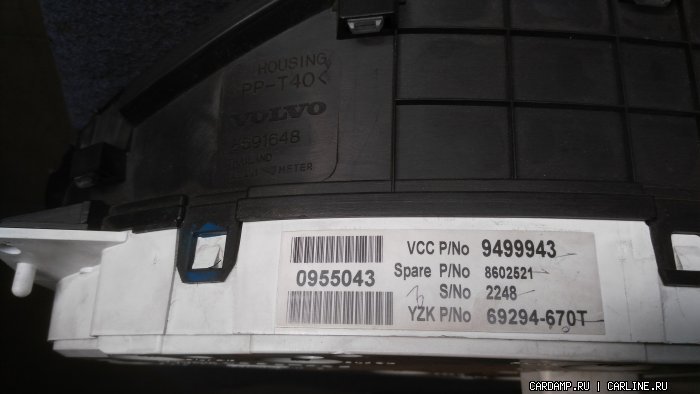 HOUSING
>PP-T40<
VOLVO
8691648
0955043
VCC P/No 9499943
Spare P/No 8602521
S/No 2248
YZK P/No 69294-670T
CARDAMP.RU | CARLINE.RU